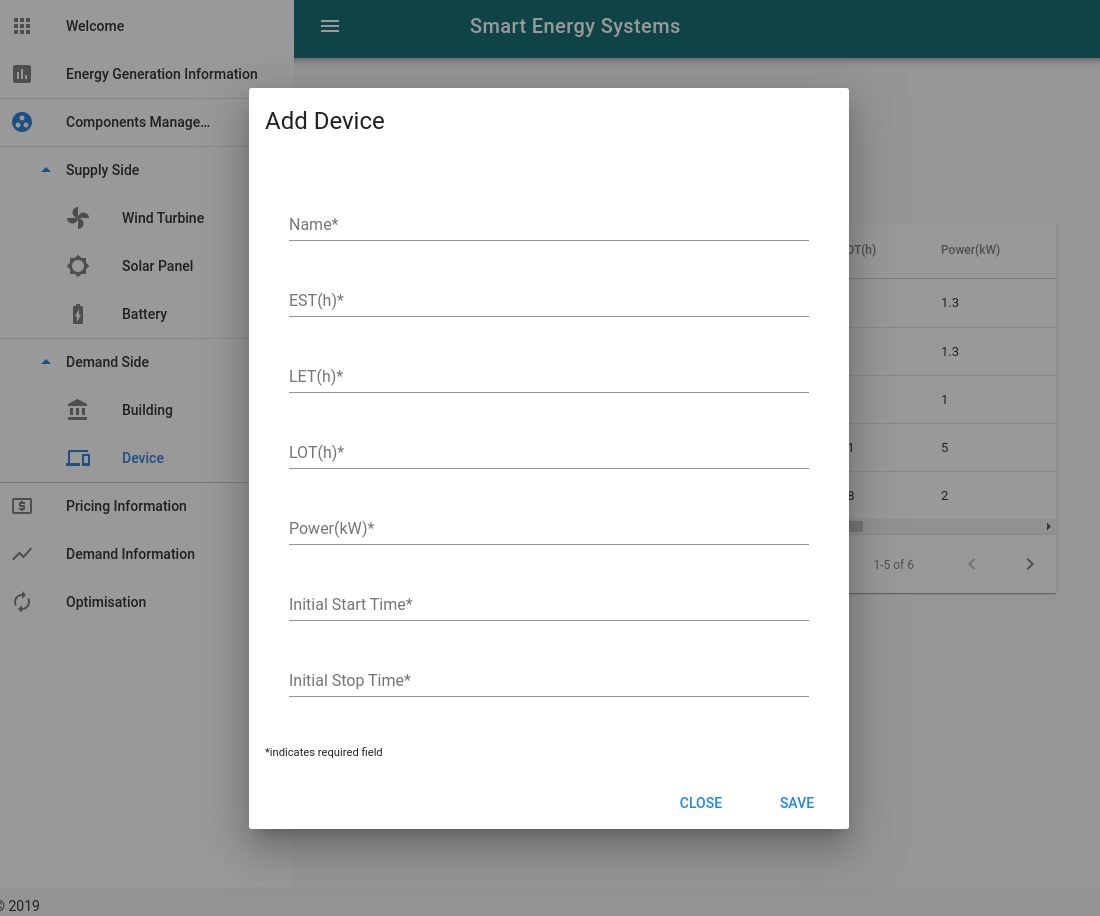 Welcome
Smart Energy Systems
Energy Generation Information
Components Manage...
Supply Side
Wind Turbine
Solar Panel
Battery
Demand Side
Building
Device
Pricing Information
Demand Information
Optimisation
Add Device
Name*
EST(h)*
LET(h)*
LOT(h)*
Power(kW)*
Initial Start Time*
Initial Stop Time*
*indicates required field
CLOSE SAVE
OT(h) Power(kW)
1.3
1.3
1
1 5
8 2
1-5 of 6
© 2019